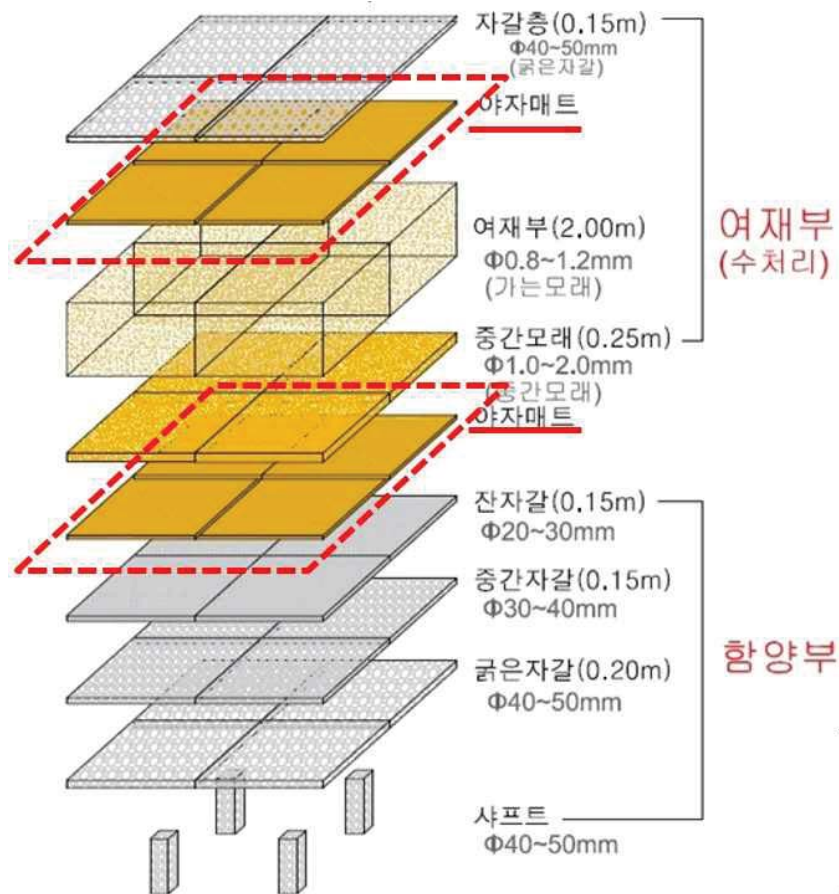 자갈층(0.15m)
Φ40~50mm
(굵은자갈)
야자매트
여재부(2.00m)
Φ0.8~1.2mm
(가는모래)
여재부
(수처리)
중간모래(0.25m)
Φ1.0~2.0mm
(중간모래)
야자매트
잔자갈(0.15m)
Φ20~30mm
중간자갈(0.15m)
Φ30~40mm
굵은자갈(0.20m)
Φ40~50mm
함양부
샤프트
Φ40~50mm